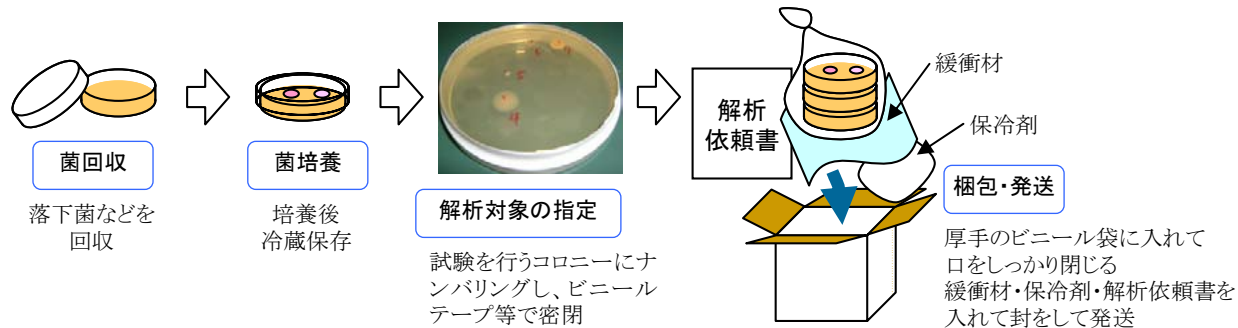 菌回収
落下菌などを
回収
菌培養
培養後
冷蔵保存
解析対象の指定
試験を行うコロニーにナ
ンバリングし、ビニール
テープ等で密閉
解析
依頼書
緩衝材
保冷剤
梱包・発送
厚手のビニール袋に入れて
口をしっかり閉じる
緩衝材・保冷剤・解析依頼書を
入れて封をして発送